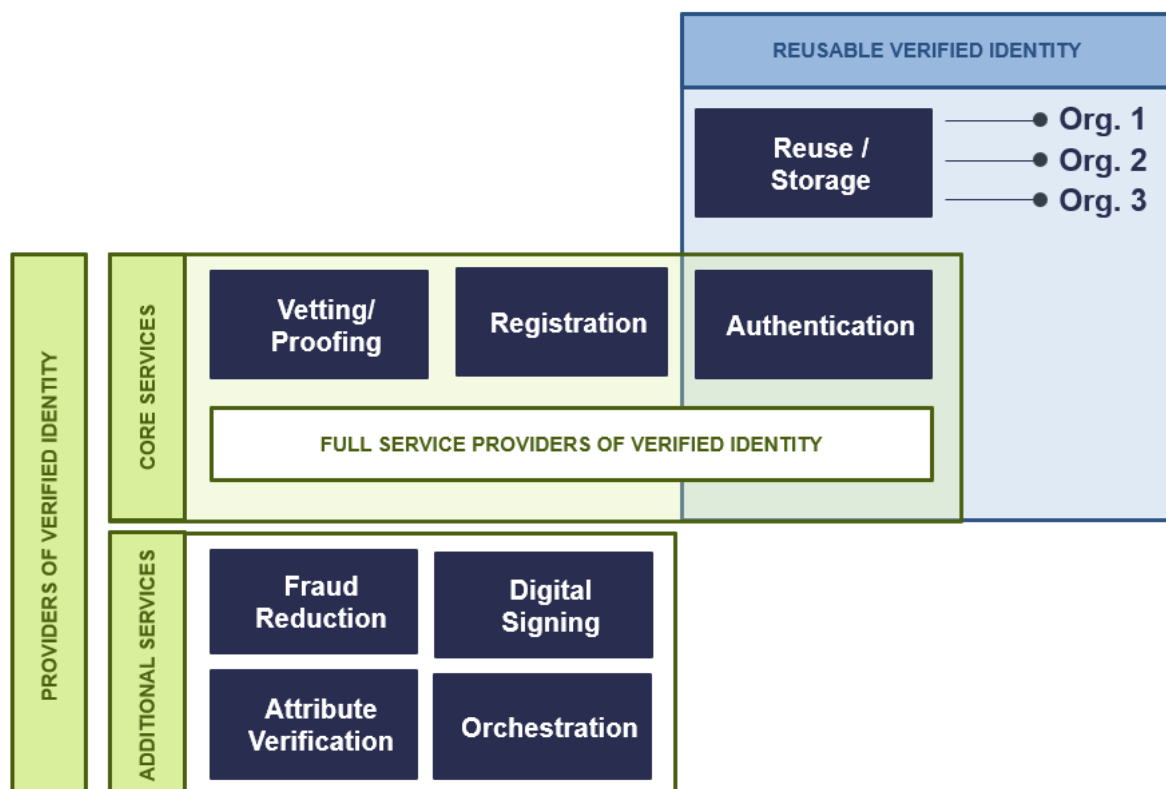 REUSABLE VERIFIED IDENTITY
Reuse /
Storage
Org. 1
Org. 2
Org. 3
PROVIDERS OF VERIFIED IDENTITY
CORE SERVICES
Vetting/
Proofing
Registration
Authentication
FULL SERVICE PROVIDERS OF VERIFIED IDENTITY
ADDITIONAL SERVICES
Fraud
Reduction
Digital
Signing
Attribute
Verification
Orchestration